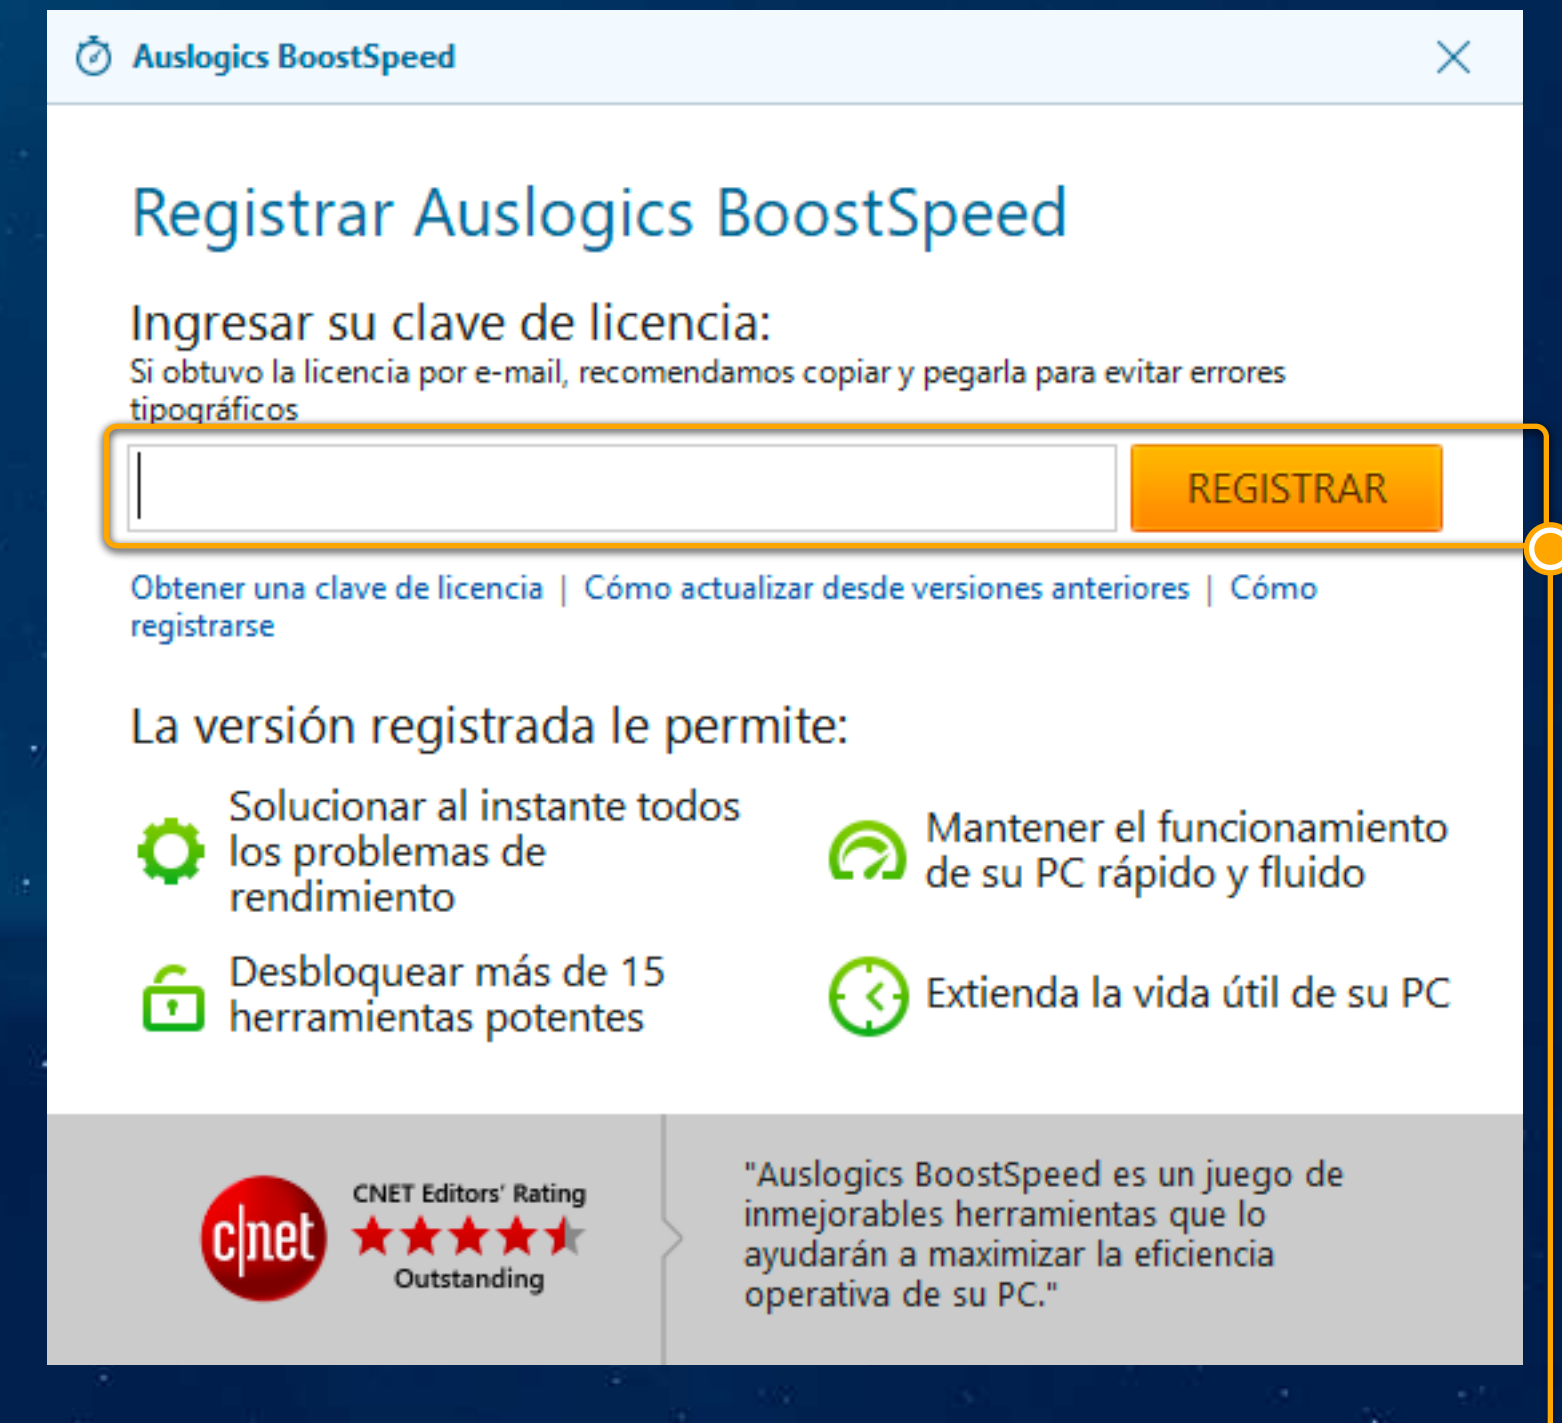 Auslogics BoostSpeed
Registrar Auslogics BoostSpeed
Ingresar su clave de licencia:
Si obtuvo la licencia por e-mail, recomendamos copiar y pegarla para evitar errores
tipográficos
REGISTRAR
Obtener una clave de licencia | Cómo actualizar desde versiones anteriores | Cómo
registrarse
La versión registrada le permite:
Solucionar al instante todos
los problemas de
rendimiento
Mantener el funcionamiento
de su PC rápido y fluido
Desbloquear más de 15
herramientas potentes
Extienda la vida útil de su PC
c|net
CNET Editors' Rating
Outstanding
"Auslogics BoostSpeed es un juego de
inmejorables herramientas que lo
ayudarán a maximizar la eficiencia
operativa de su PC."